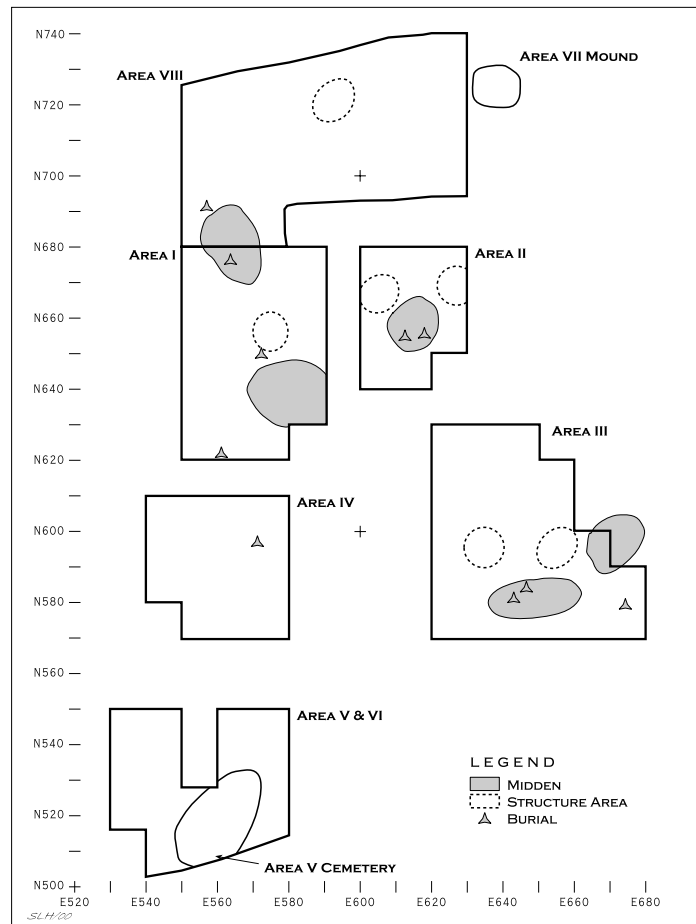 N740
AREA VII MOUND
AREA VIII
N720
N700
N680
AREA I
AREA II
N660
N640
AREA III
N620
AREA IV
N600
N580
N560
AREA V & VI
N540
LEGEND
MIDDEN
N520
STRUCTURE AREA
BURIAL
AREA V CEMETERY
N500
E520 E540 E560 E580 E600 E620 E640 E660 E680
SLH/00